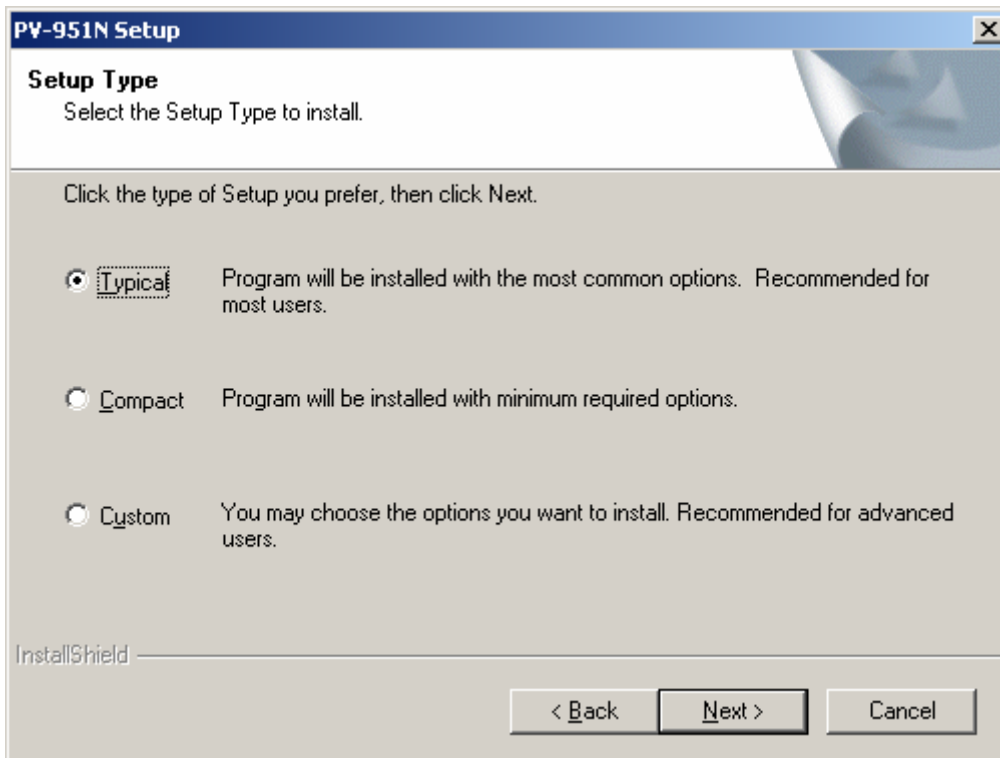 PV-951N Setup
Setup Type
Select the Setup Type to install.
Click the type of Setup you prefer, then click Next.
Typical
Program will be installed with the most common options.  Recommended for
most users.
Compact
Program will be installed with minimum required options.
Custom
You may choose the options you want to install. Recommended for advanced
users.
InstallShield
< Back
Next >
Cancel